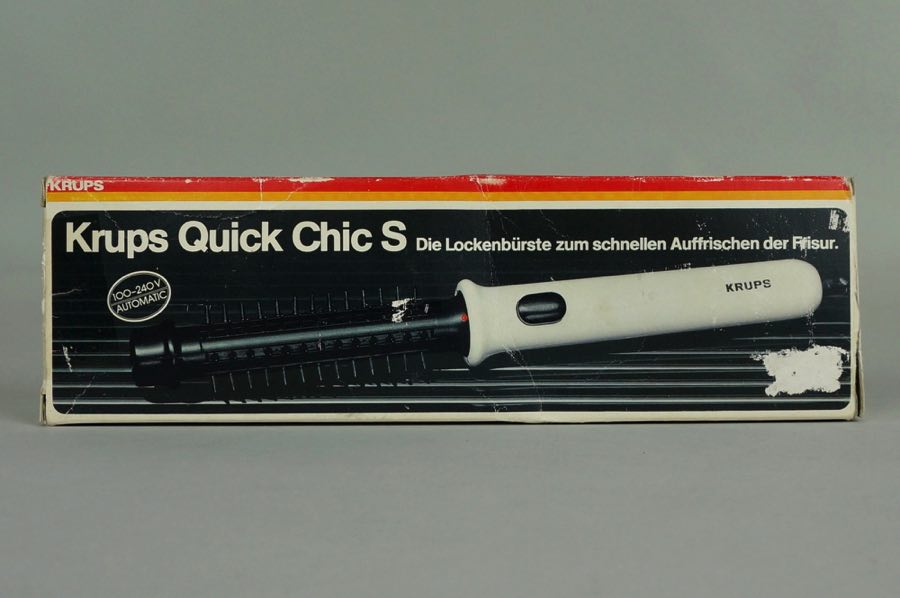 KRUPS
Krups Quick Chic S Die Lockenbürste zum schnellen Auffrischen der Frisur.
100-240V
AUTOMATIC
KRUPS